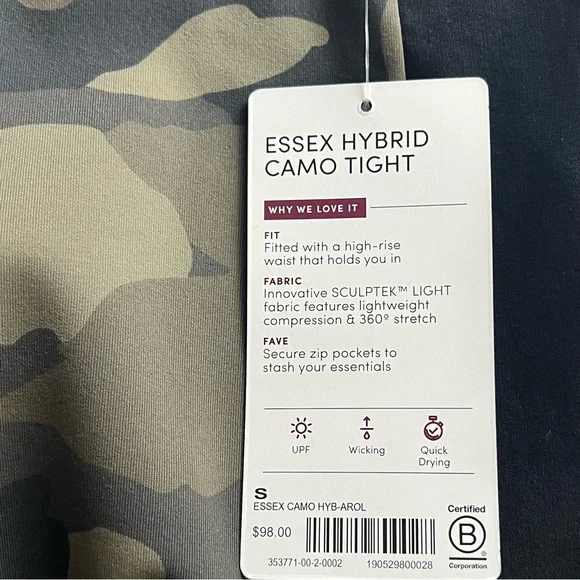 ESSEX HYBRID
CAMO TIGHT
WHY WE LOVE IT
FIT
Fitted with a high-rise
waist that holds you in
FABRIC
Innovative SCULPTEK™ LIGHT
fabric features lightweight
compression & 360º stretch
FAVE
Secure zip pockets to
stash your essentials
UPF
Wicking
Quick
Drying
S
ESSEX CAMO HYB-AROL
$98.00
353771-00-2-0002
190529800028
Certified
B
®
Corporation